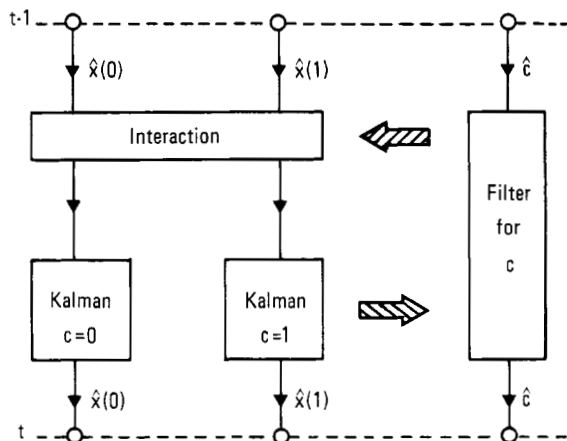 t-1
x̂(0)
x̂(1)
ĉ
Interaction
Filter
for
c
Kalman
c=0
Kalman
c=1
x̂(0)
x̂(1)
ĉ
t